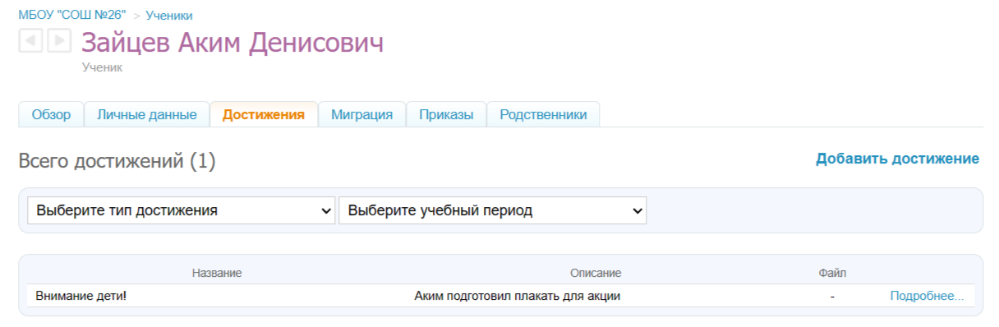 МБОУ "СОШ №26" > Ученики
Зайцев Аким Денисович
Ученик
Обзор Личные данные Достижения Миграция Приказы Родственники
Всего достижений (1) Добавить достижение
Выберите тип достижения Выберите учебный период
Название Описание Файл
Внимание дети! Аким подготовил плакать для акции - Подробнее...